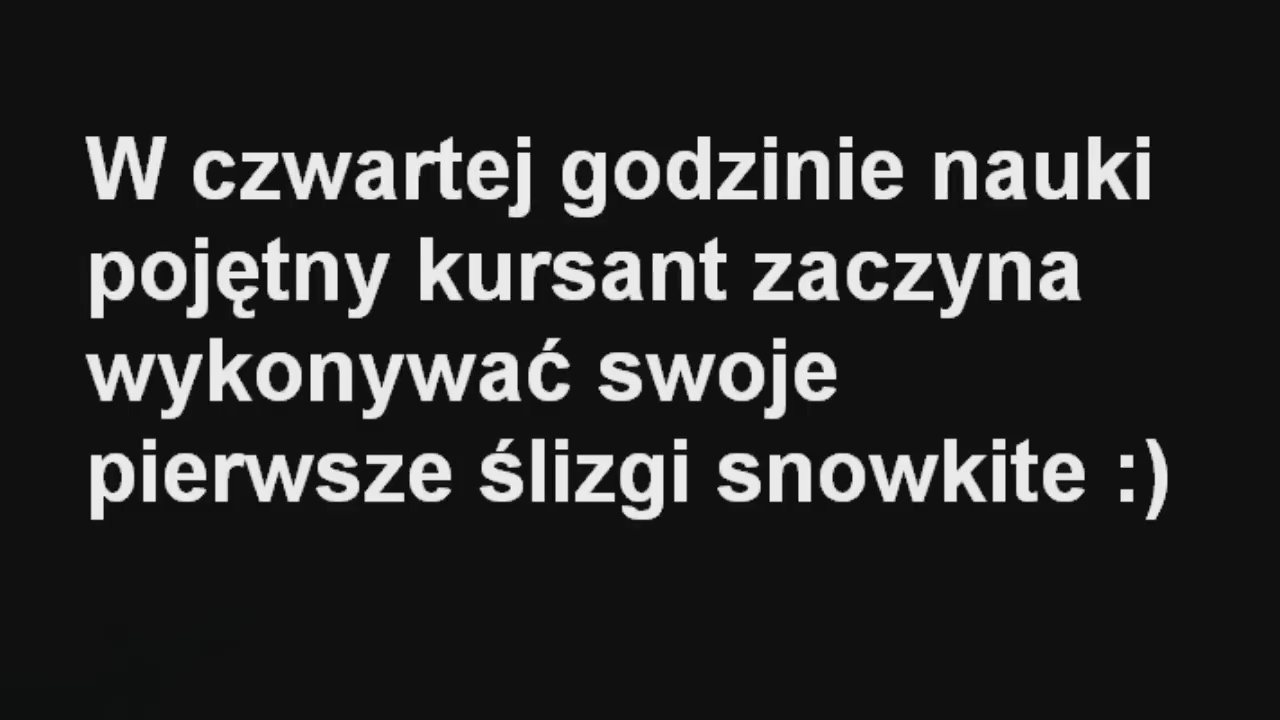 W czwartej godzinie nauki
pojętny kursant zaczyna
wykonywać swoje
pierwsze ślizgi snowkite :)